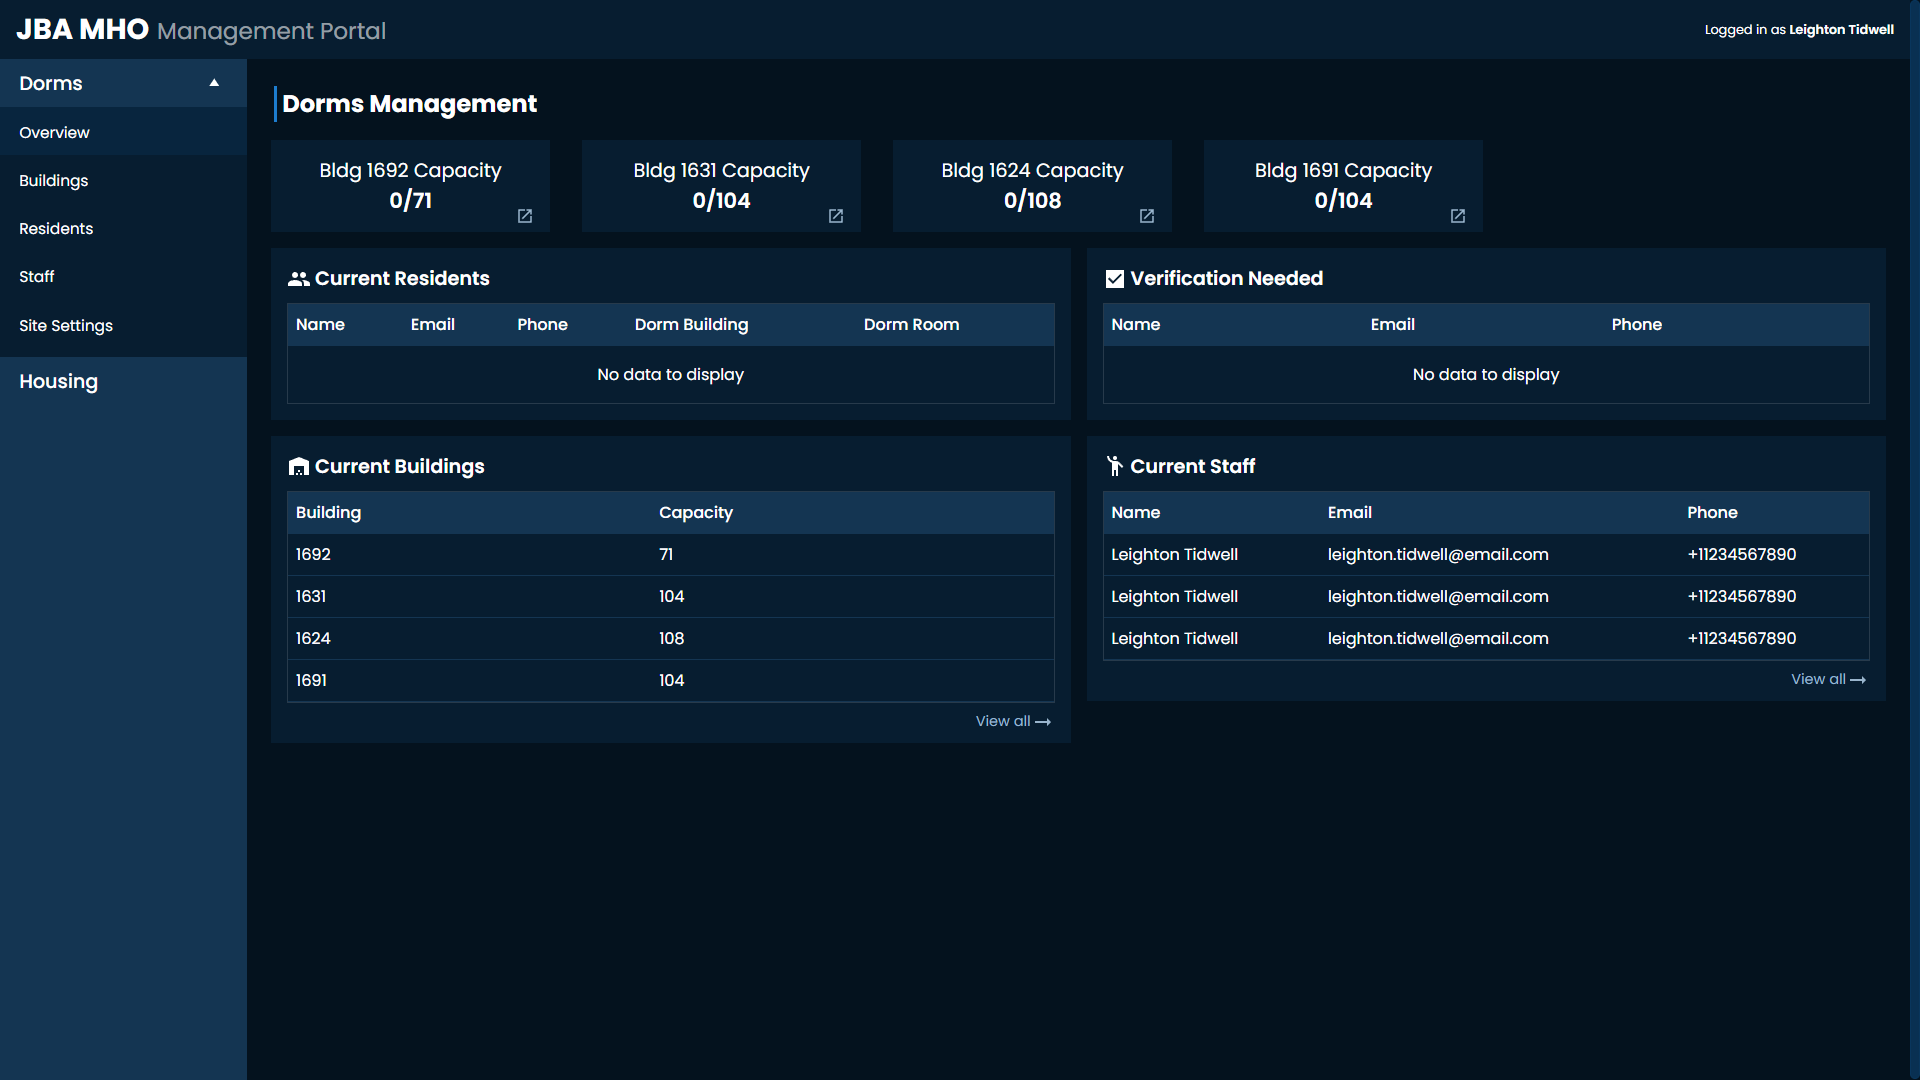 JBA MHO Management Portal
Logged in as Leighton Tidwell
Dorms
Overview
Buildings
Residents
Staff
Site Settings
Housing
Dorms Management
Bldg 1692 Capacity
0/71
Bldg 1631 Capacity
0/104
Bldg 1624 Capacity
0/108
Bldg 1691 Capacity
0/104
Current Residents
Name Email Phone Dorm Building Dorm Room
No data to display
Verification Needed
Name Email Phone
No data to display
Current Buildings
Building Capacity
1692 71
1631 104
1624 108
1691 104
View all
Current Staff
Name Email Phone
Leighton Tidwell leighton.tidwell@email.com +11234567890
Leighton Tidwell leighton.tidwell@email.com +11234567890
Leighton Tidwell leighton.tidwell@email.com +11234567890
View all